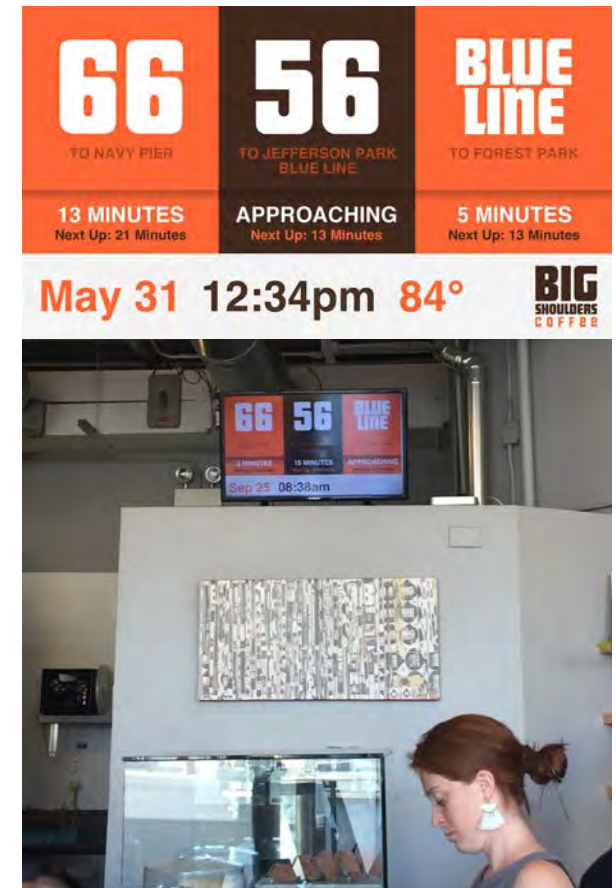 66
TO NAVY PIER
13 MINUTES
Next Up: 21 Minutes
56
TO JEFFERSON PARK
BLUE LINE
APPROACHING
Next Up: 13 Minutes
BLUE
LINE
TO FOREST PARK
5 MINUTES
Next Up: 13 Minutes
May 31 12:34pm 84°
BIG
SHOULDERS
COFFEE
66
56
15 MINUTES
BLUE
LINE
APPROACHING
Sep 25 08:38am